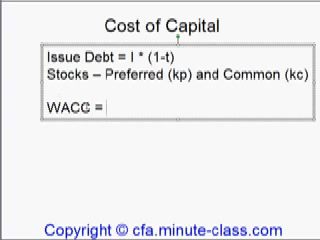 Cost of Capital
Issue Debt = I * (1-t)
Stocks – Preferred (kp) and Common (kc)
WACC =
Copyright © cfa.minute-class.com